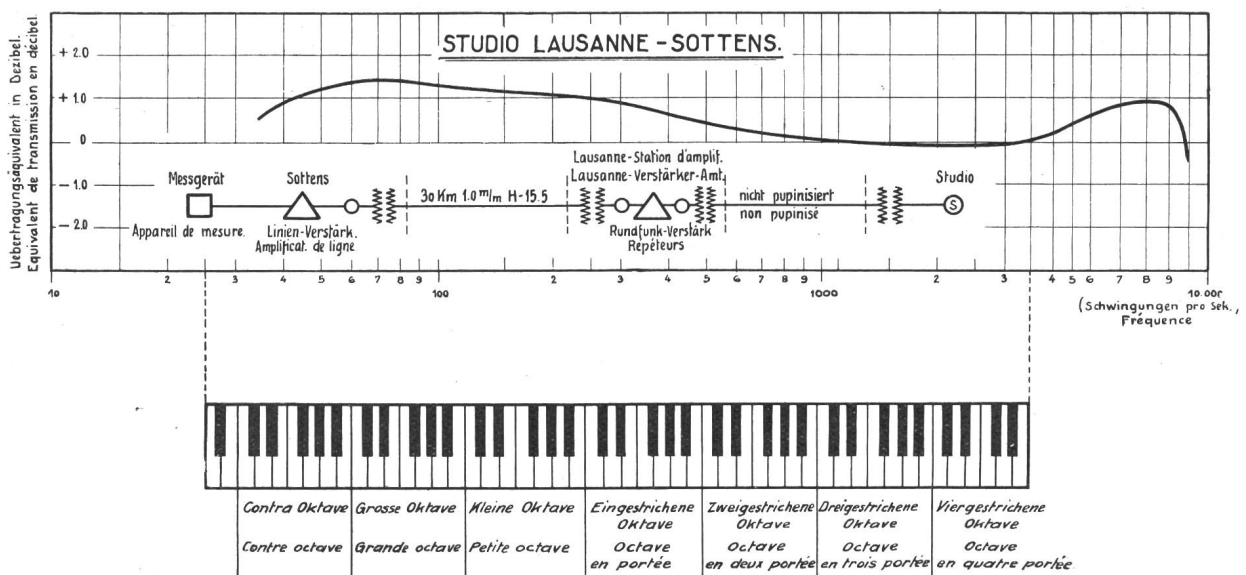 Uebertragungsäquivalent in Dezibel.
Equivalent de transmission en décibel
STUDIO LAUSANNE – SOTTENS.
+ 2.0
+ 1.0
0
– 1.0
– 2.0
Messgerät
Appareil de mesure.
Sottens
Linien-Verstärk.
Amplificat. de ligne
30 Km 1.0 m/m H-15.5
Lausanne-Station d'amplif.
Lausanne-Verstärker-Amt.
Rundfunk-Verstärk
Repéteurs
nicht pupinisiert
non pupinisé
Studio
S
2 3 4 5 6 7 8 9 2 3 4 5 6 7 8 9 2 3 4 5 6 7 8 9
10 100 1000 10.000
(Schwingungen pro Sek.,
Fréquence
Contra Oktave
Contre octave
Grosse Oktave
Grande octave
Kleine Oktave
Petite octave
Eingestrichene
Oktave
Octave
en portée
Zweigestrichene
Oktave
Octave
en deux portée
Dreigestrichene
Oktave
Octave
en trois portée
Viergestrichene
Oktave
Octave
en quatre portée